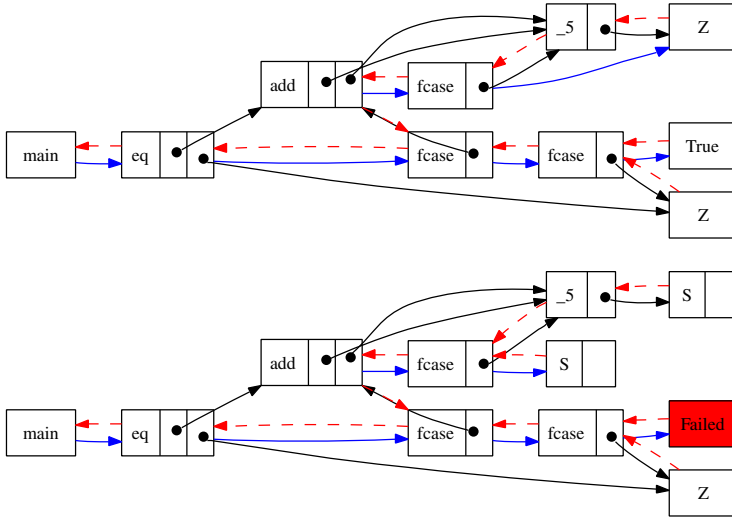 _5
Z
add
fcase
main
eq
fcase
fcase
True
Z
_5
S
add
fcase
S
main
eq
fcase
fcase
Failed
Z